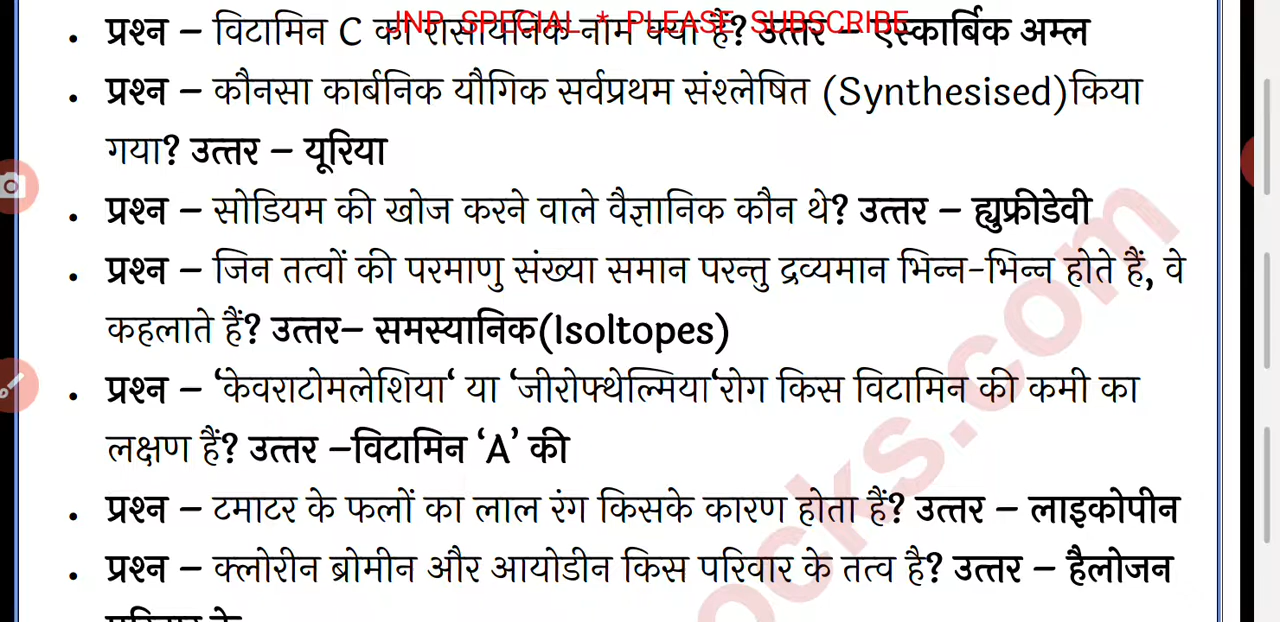 JNP SPECIAL * PLEASE SUBSCRIBE
• प्रश्न – विटामिन C का रासायनिक नाम क्या हैं? उत्तर – एस्कार्बिक अम्ल
• प्रश्न – कौनसा कार्बनिक यौगिक सर्वप्रथम संश्लेषित (Synthesised)किया
गया? उत्तर – यूरिया
• प्रश्न – सोडियम की खोज करने वाले वैज्ञानिक कौन थे? उत्तर – ह्युफ्रीडेवी
• प्रश्न – जिन तत्वों की परमाणु संख्या समान परन्तु द्रव्यमान भिन्न-भिन्न होते हैं, वे
कहलाते हैं? उत्तर– समस्यानिक(Isoltopes)
• प्रश्न – ‘केवराटोमलेशिया‘ या ‘जीरोफ्थेल्मिया‘रोग किस विटामिन की कमी का
लक्षण हैं? उत्तर –विटामिन ‘A’ की
• प्रश्न – टमाटर के फलों का लाल रंग किसके कारण होता हैं? उत्तर – लाइकोपीन
• प्रश्न – क्लोरीन ब्रोमीन और आयोडीन किस परिवार के तत्व है? उत्तर – हैलोजन
ocks.com